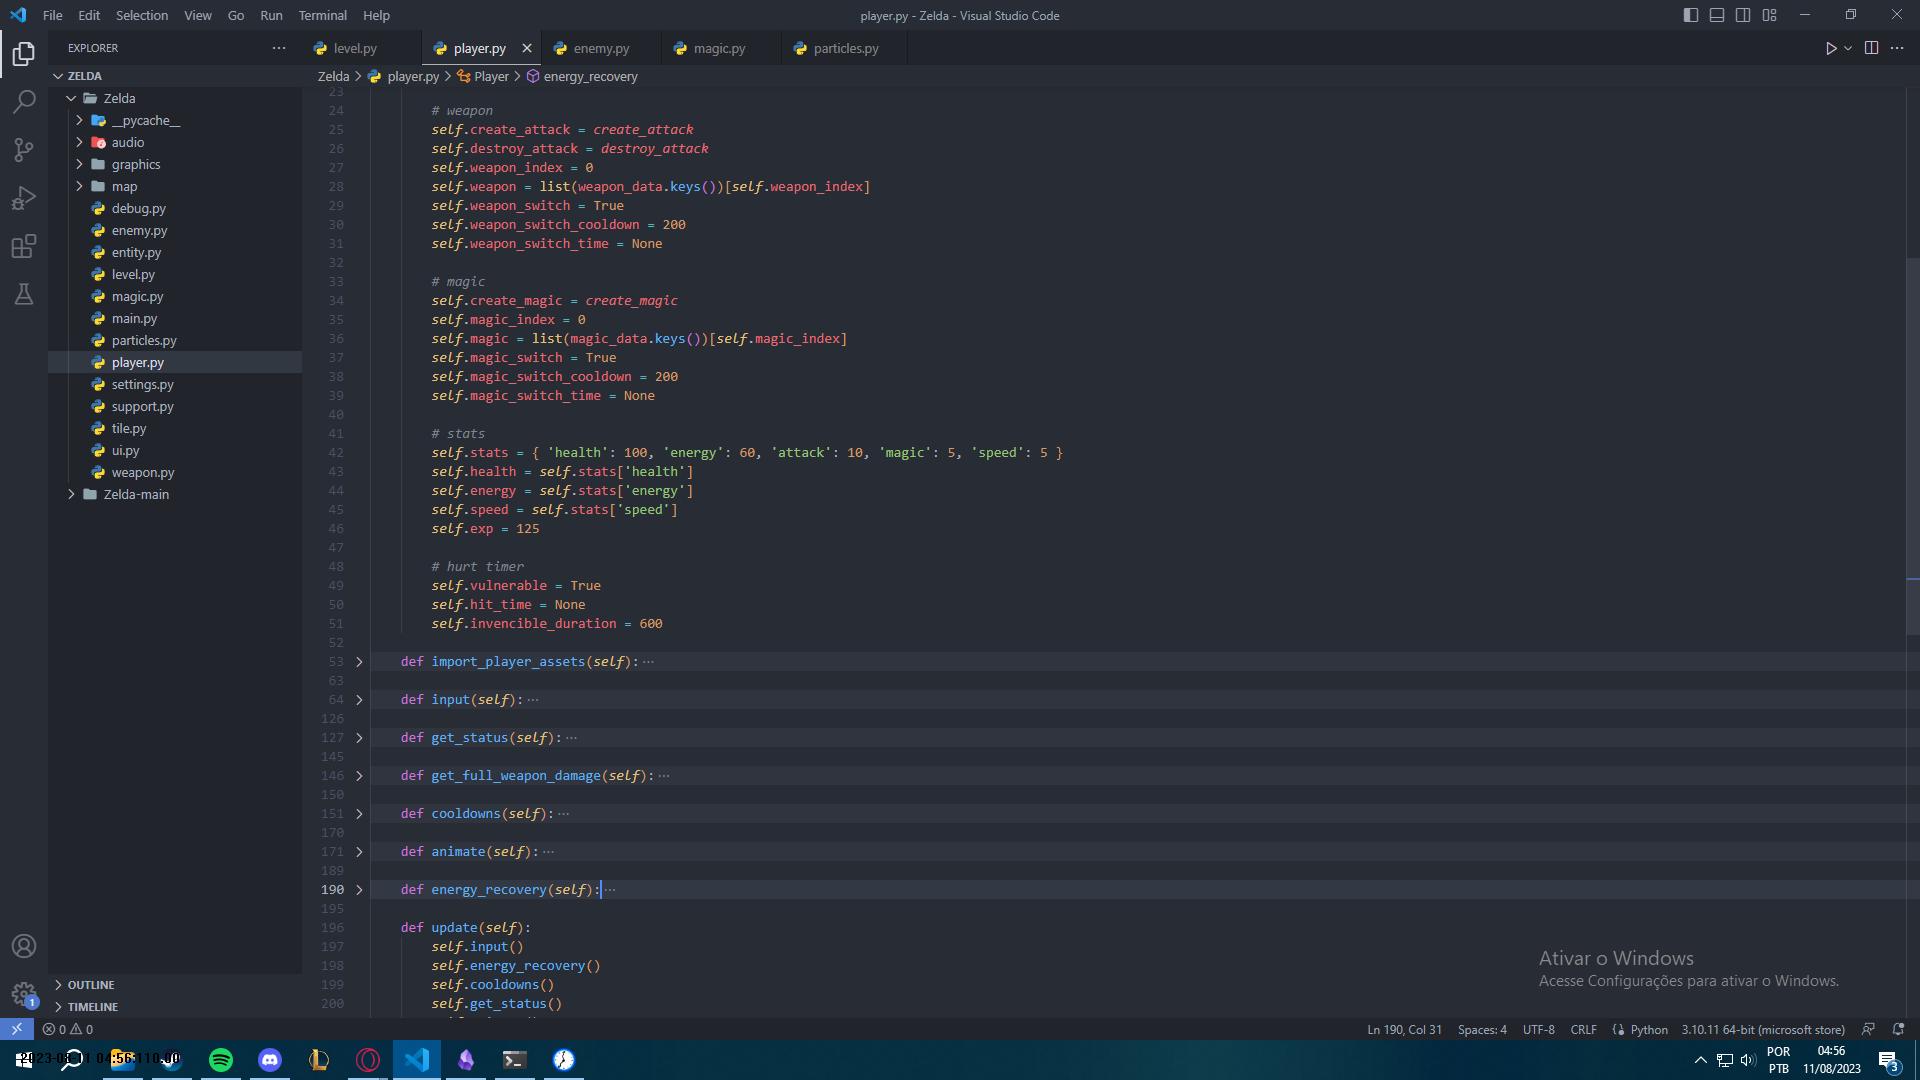 File Edit Selection View Go Run Terminal Help
player.py - Zelda - Visual Studio Code
EXPLORER
level.py
player.py
enemy.py
magic.py
particles.py
ZELDA
Zelda
__pycache__
audio
graphics
map
debug.py
enemy.py
entity.py
level.py
magic.py
main.py
particles.py
player.py
settings.py
support.py
tile.py
ui.py
weapon.py
Zelda-main
OUTLINE
TIMELINE
Zelda > player.py > Player > energy_recovery
23
24 # weapon
25 self.create_attack = create_attack
26 self.destroy_attack = destroy_attack
27 self.weapon_index = 0
28 self.weapon = list(weapon_data.keys())[self.weapon_index]
29 self.weapon_switch = True
30 self.weapon_switch_cooldown = 200
31 self.weapon_switch_time = None
32
33 # magic
34 self.create_magic = create_magic
35 self.magic_index = 0
36 self.magic = list(magic_data.keys())[self.magic_index]
37 self.magic_switch = True
38 self.magic_switch_cooldown = 200
39 self.magic_switch_time = None
40
41 # stats
42 self.stats = { 'health': 100, 'energy': 60, 'attack': 10, 'magic': 5, 'speed': 5 }
43 self.health = self.stats['health']
44 self.energy = self.stats['energy']
45 self.speed = self.stats['speed']
46 self.exp = 125
47
48 # hurt timer
49 self.vulnerable = True
50 self.hit_time = None
51 self.invencible_duration = 600
52
53 def import_player_assets(self):···
63
64 def input(self):···
126
127 def get_status(self):···
145
146 def get_full_weapon_damage(self):···
150
151 def cooldowns(self):···
170
171 def animate(self):···
189
190 def energy_recovery(self):···
195
196 def update(self):
197 self.input()
198 self.energy_recovery()
199 self.cooldowns()
200 self.get_status()
Ativar o Windows
Acesse Configurações para ativar o Windows.
1
0 0
Ln 190, Col 31 Spaces: 4 UTF-8 CRLF Python 3.10.11 64-bit (microsoft store)
POR
PTB
04:56
11/08/2023
3